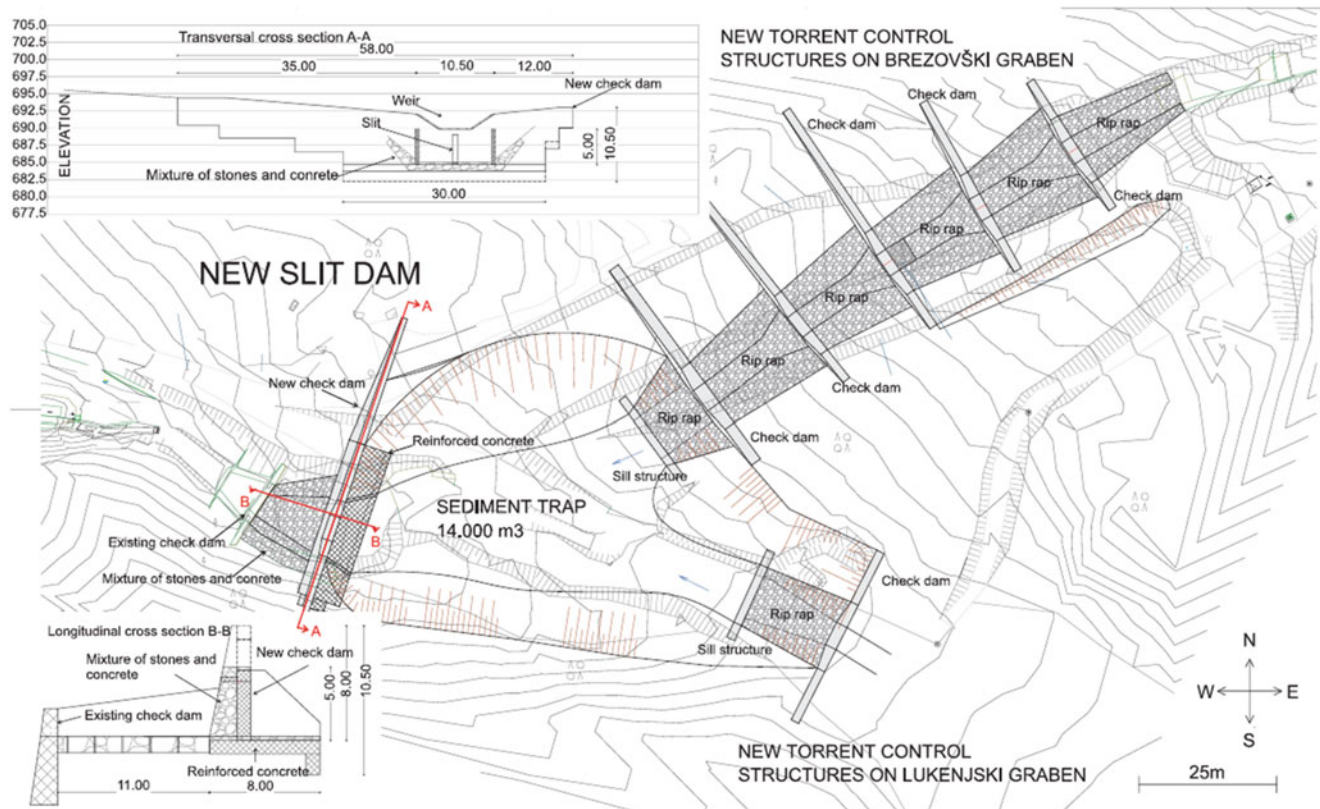 705.0
702.5
700.0
697.5
695.0
692.5
690.0
687.5
685.0
682.5
680.0
677.5
ELEVATION
Transversal cross section A-A
58.00
35.00
10.50
12.00
New check dam
Weir
Slit
5.00
10.50
Mixture of stones and conrete
30.00
NEW TORRENT CONTROL
STRUCTURES ON BREZOVŠKI GRABEN
Check dam
Check dam
Check dam
Rip rap
Rip rap
Rip rap
Rip rap
Rip rap
Rip rap
Check dam
Check dam
Sill structure
NEW SLIT DAM
A
New check dam
Reinforced concrete
B
B
SEDIMENT TRAP
14.000 m3
Existing check dam
Mixture of stones and conrete
A
Check dam
Rip rap
Sill structure
Longitudinal cross section B-B
Mixture of stones and
concrete
New check dam
5.00
8.00
10.50
Existing check dam
Reinforced concrete
11.00
8.00
N
W
E
S
NEW TORRENT CONTROL
STRUCTURES ON LUKENJSKI GRABEN
25m